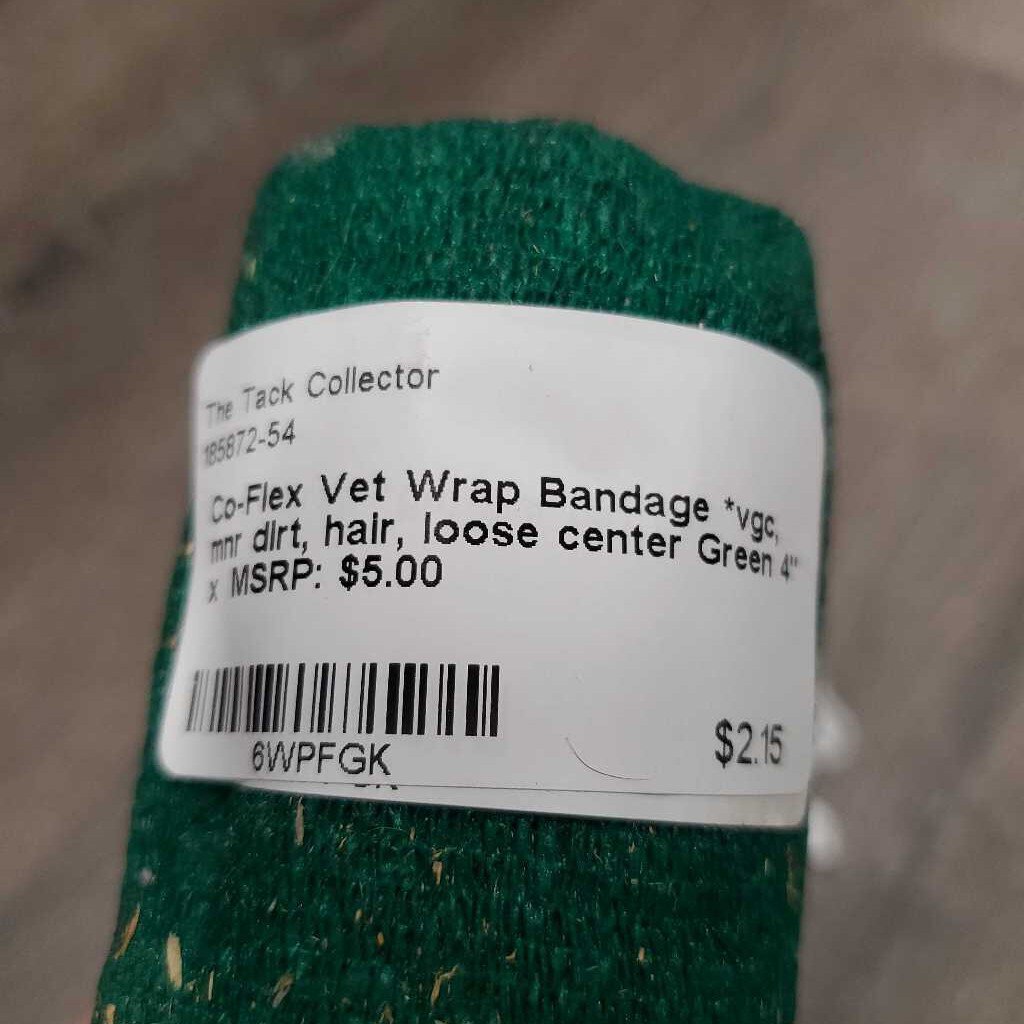 The Tack Collector
185872-54
Co-Flex Vet Wrap Bandage *vgc,
mnr dirt, hair, loose center Green 4"
x MSRP: $5.00
6WPFGK
$2.15